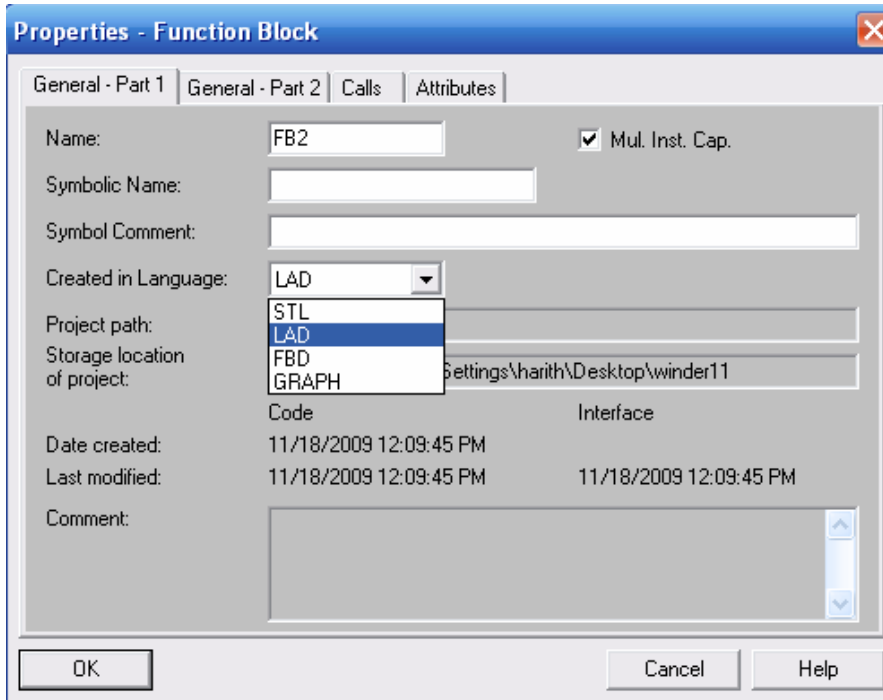 Properties - Function Block
General - Part 1 General - Part 2 Calls Attributes
Name: FB2 Mul. Inst. Cap.
Symbolic Name:
Symbol Comment:
Created in Language: LAD
STL
Project path: LAD
Storage location FBD
of project: GRAPH Settings\harith\Desktop\winder11
Code Interface
Date created: 11/18/2009 12:09:45 PM
Last modified: 11/18/2009 12:09:45 PM 11/18/2009 12:09:45 PM
Comment:
OK Cancel Help